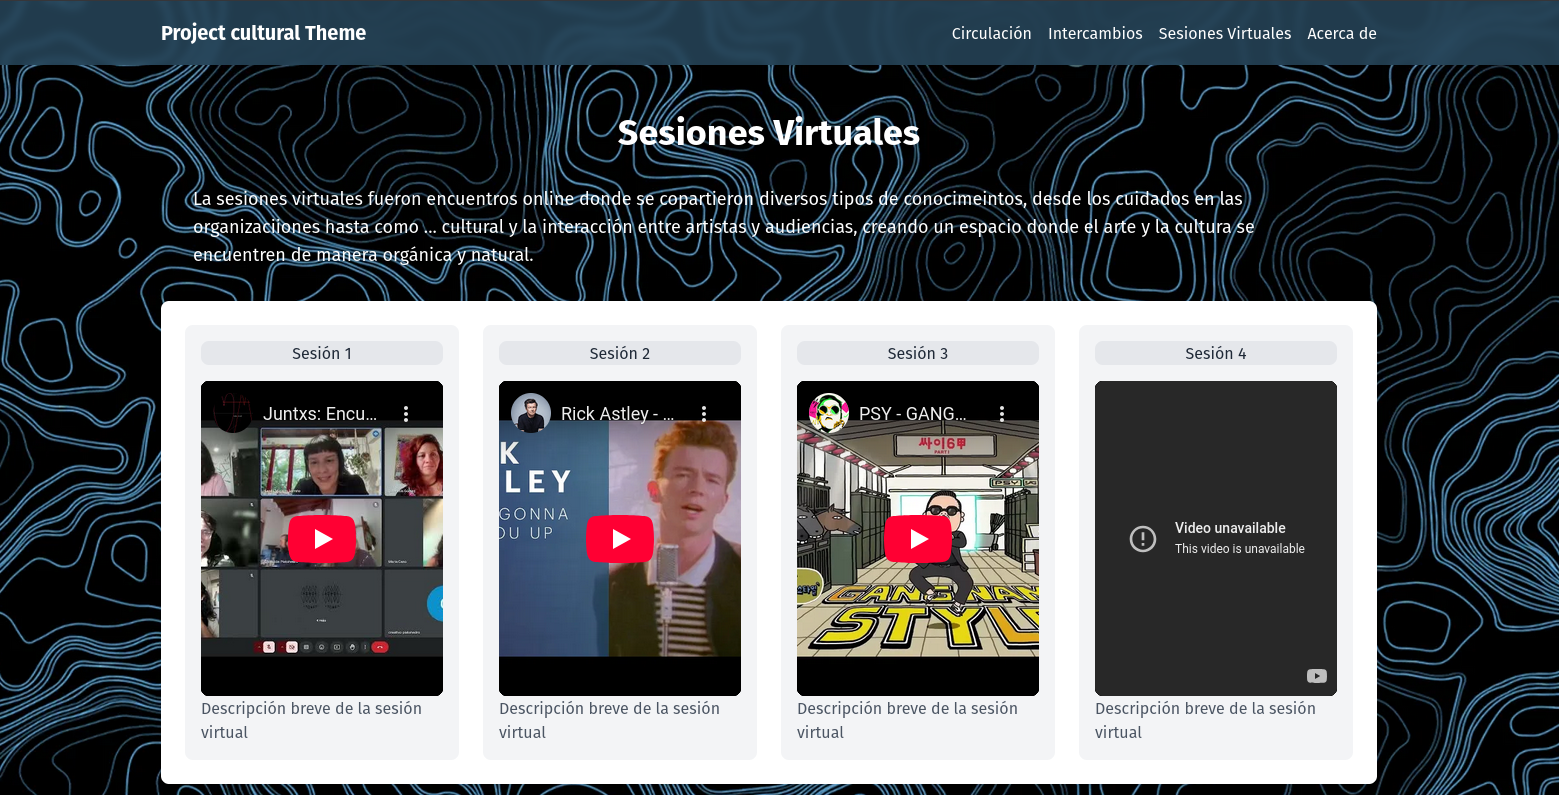 Project cultural Theme
Circulación Intercambios Sesiones Virtuales Acerca de
Sesiones Virtuales
La sesiones virtuales fueron encuentros online donde se copartieron diversos tipos de conocimeintos, desde los cuidados en las
organizaciiones hasta como ... cultural y la interacción entre artistas y audiencias, creando un espacio donde el arte y la cultura se
encuentren de manera orgánica y natural.
Sesión 1
Juntxs: Encu...
Descripción breve de la sesión
virtual
Sesión 2
Rick Astley - ...
K
LEY
GONNA
OU UP
Descripción breve de la sesión
virtual
Sesión 3
PSY - GANG...
싸이6甲
PART.1
PSY
GANGNAM
STYL
Descripción breve de la sesión
virtual
Sesión 4
Video unavailable
This video is unavailable
Descripción breve de la sesión
virtual